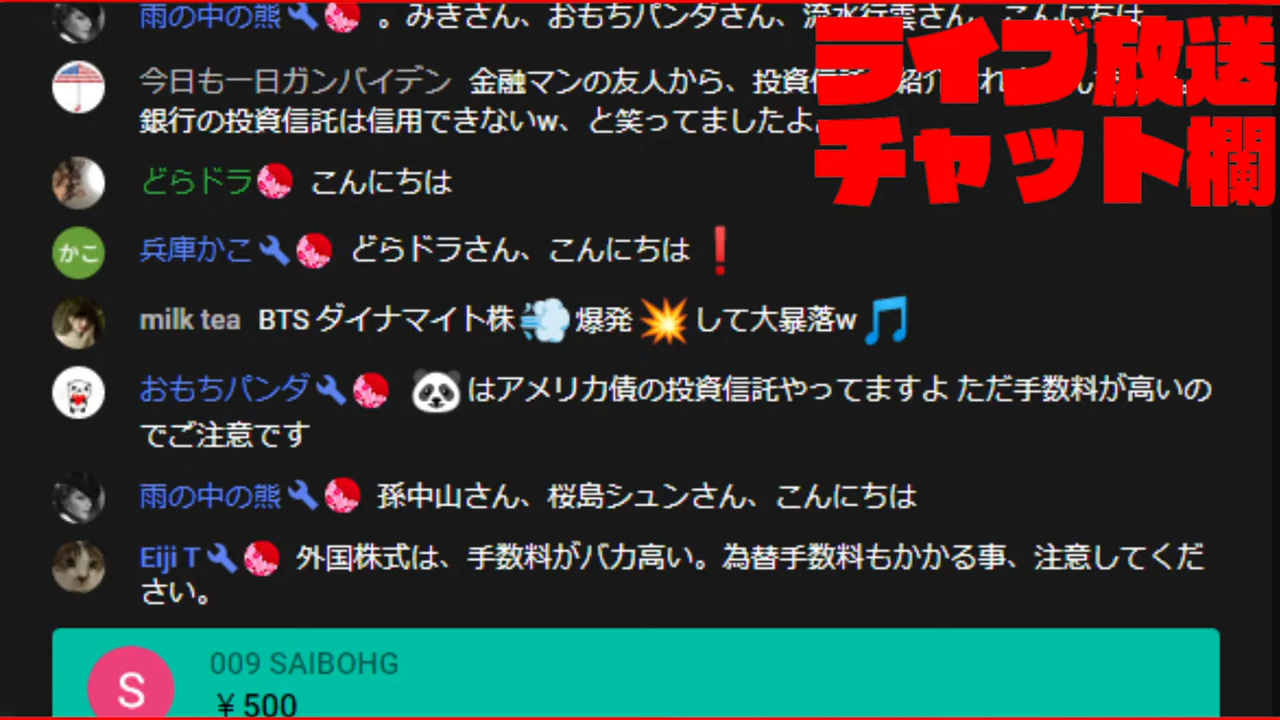 雨の中の熊 。みきさん、おもちパンダさん、流水行雲さん、こんにちは
ライブ放送
チャット欄
今日も一日ガンバイデン 金融マンの友人から、投資信
銀行の投資信託は信用できないw、と笑ってましたよ。
どらドラ こんにちは
かこ 兵庫かこ どらドラさん、こんにちは❗
milk tea BTS ダイナマイト株💨爆発💥して大暴落w🎵
おもちパンダ 🐼はアメリカ債の投資信託やってますよ ただ手数料が高いの
でご注意です
雨の中の熊 孫中山さん、桜島シュンさん、こんにちは
Eiji T 外国株式は、手数料がバカ高い。為替手数料もかかる事、注意してくだ
さい。
009 SAIBOHG
S
¥ 500